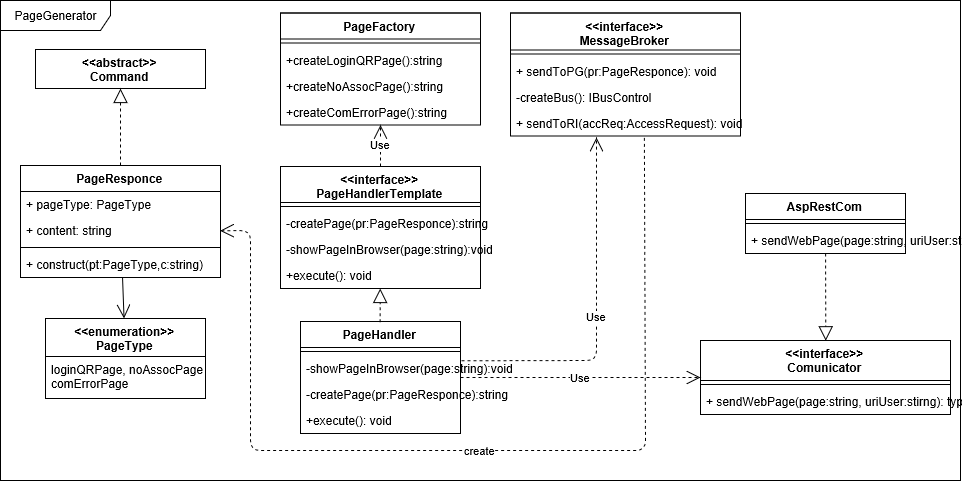 PageGenerator
<<abstract>>
Command
PageFactory
+createLoginQRPage():string
+createNoAssocPage():string
+createComErrorPage():string
<<interface>>
MessageBroker
+ sendToPG(pr:PageResponce): void
-createBus(): IBusControl
+ sendToRI(accReq:AccessRequest): void
Use
PageResponce
+ pageType: PageType
+ content: string
+ construct(pt:PageType,c:string)
<<interface>>
PageHandlerTemplate
-createPage(pr:PageResponce):string
-showPageInBrowser(page:string):void
+execute(): void
AspRestCom
+ sendWebPage(page:string, uriUser:st
<<enumeration>>
PageType
loginQRPage, noAssocPage
comErrorPage
PageHandler
-showPageInBrowser(page:string):void
-createPage(pr:PageResponce):string
+execute(): void
Use
Use
<<interface>>
Comunicator
+ sendWebPage(page:string, uriUser:stirng): typ
create